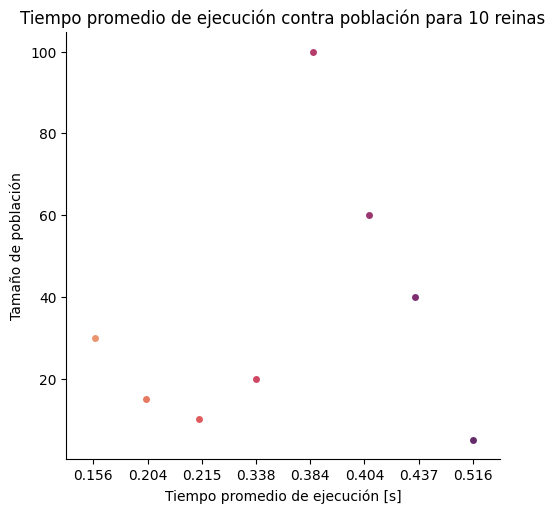 Tiempo promedio de ejecución contra población para 10 reinas
Tamaño de población
100
80
60
40
20
0.156 0.204 0.215 0.338 0.384 0.404 0.437 0.516
Tiempo promedio de ejecución [s]